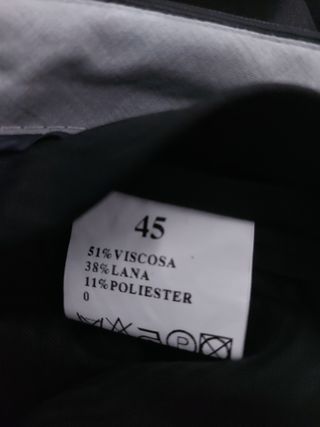 45
51%VISCOSA
38%LANA
11%POLIESTER
0
P